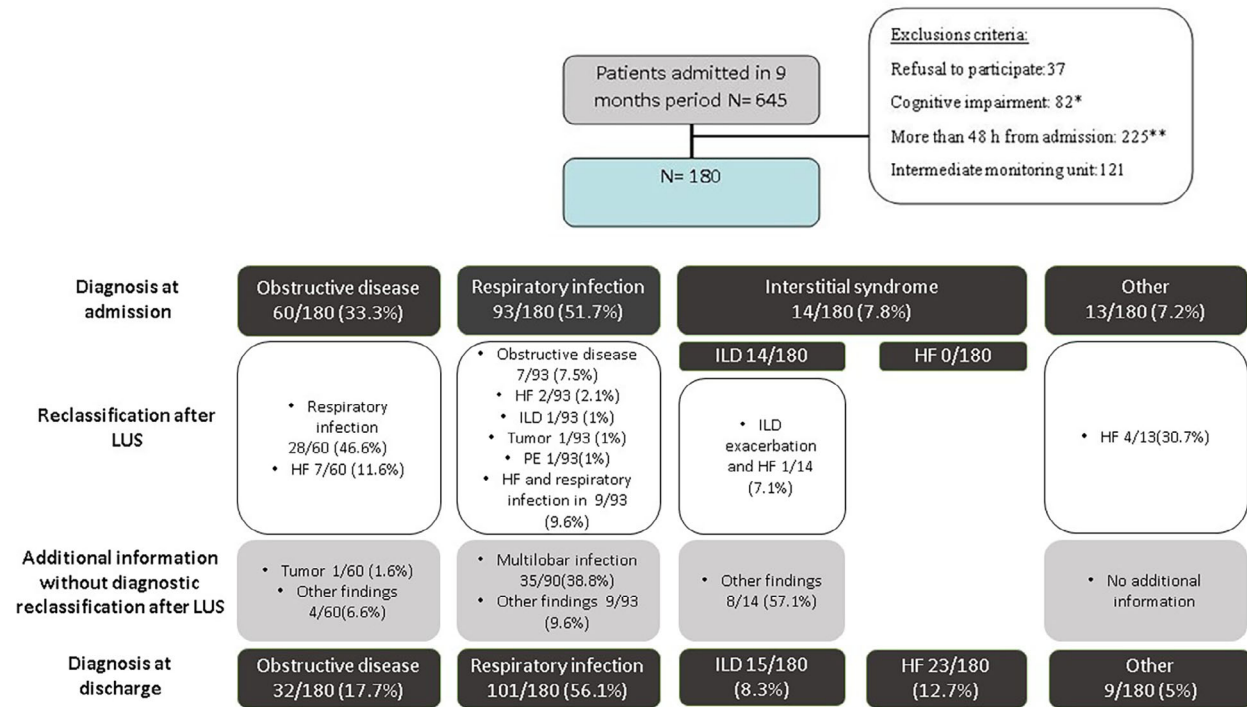 Exclusions criteria:
Refusal to participate:37
Cognitive impairment: 82*
More than 48 h from admission: 225**
Intermediate monitoring unit:121
Patients admitted in 9
months period N= 645
N= 180
Diagnosis at
admission
Obstructive disease
60/180 (33.3%)
Respiratory infection
93/180 (51.7%)
Interstitial syndrome
14/180 (7.8%)
Other
13/180 (7.2%)
ILD 14/180
HF 0/180
Reclassification after
LUS
• Respiratory
infection
28/60 (46.6%)
• HF 7/60 (11.6%)
• Obstructive disease
7/93 (7.5%)
• HF 2/93 (2.1%)
• ILD 1/93 (1%)
• Tumor 1/93 (1%)
• PE 1/93(1%)
• HF and respiratory
infection in 9/93
(9.6%)
• ILD
exacerbation
and HF 1/14
(7.1%)
• HF 4/13(30.7%)
Additional information
without diagnostic
reclassification after LUS
• Tumor 1/60 (1.6%)
• Other findings
4/60(6.6%)
• Multilobar infection
35/90(38.8%)
• Other findings 9/93
(9.6%)
• Other findings
8/14 (57.1%)
• No additional
information
Diagnosis at
discharge
Obstructive disease
32/180 (17.7%)
Respiratory infection
101/180 (56.1%)
ILD 15/180
(8.3%)
HF 23/180
(12.7%)
Other
9/180 (5%)